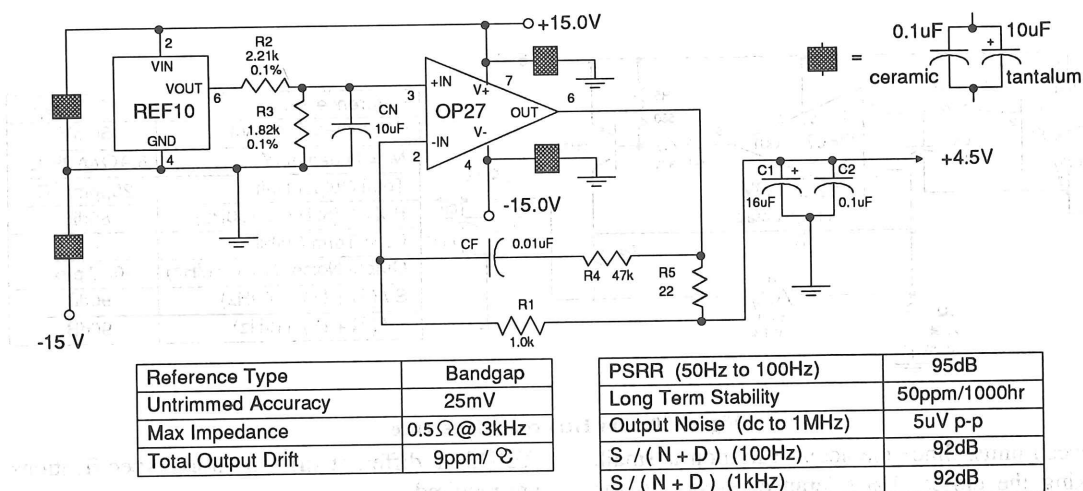 +15.0V
0.1uF 10uF
+
=
ceramic tantalum
2
VIN
VOUT
REF10
6
GND
4
R2
2.21k
0.1%
R3
1.82k
0.1%
CN
10uF
3
+IN
7
V+
OP27
OUT
6
-IN
V-
2
4
-15.0V
+4.5V
C1 + C2
16uF 0.1uF
CF 0.01uF
R4 47k
R5
22
R1
1.0k
-15 V
Reference Type Bandgap
Untrimmed Accuracy 25mV
Max Impedance 0.5Ω @ 3kHz
Total Output Drift 9ppm/ °C
PSRR (50Hz to 100Hz) 95dB
Long Term Stability 50ppm/1000hr
Output Noise (dc to 1MHz) 5uV p-p
S / ( N + D ) (100Hz) 92dB
S / ( N + D ) (1kHz) 92dB